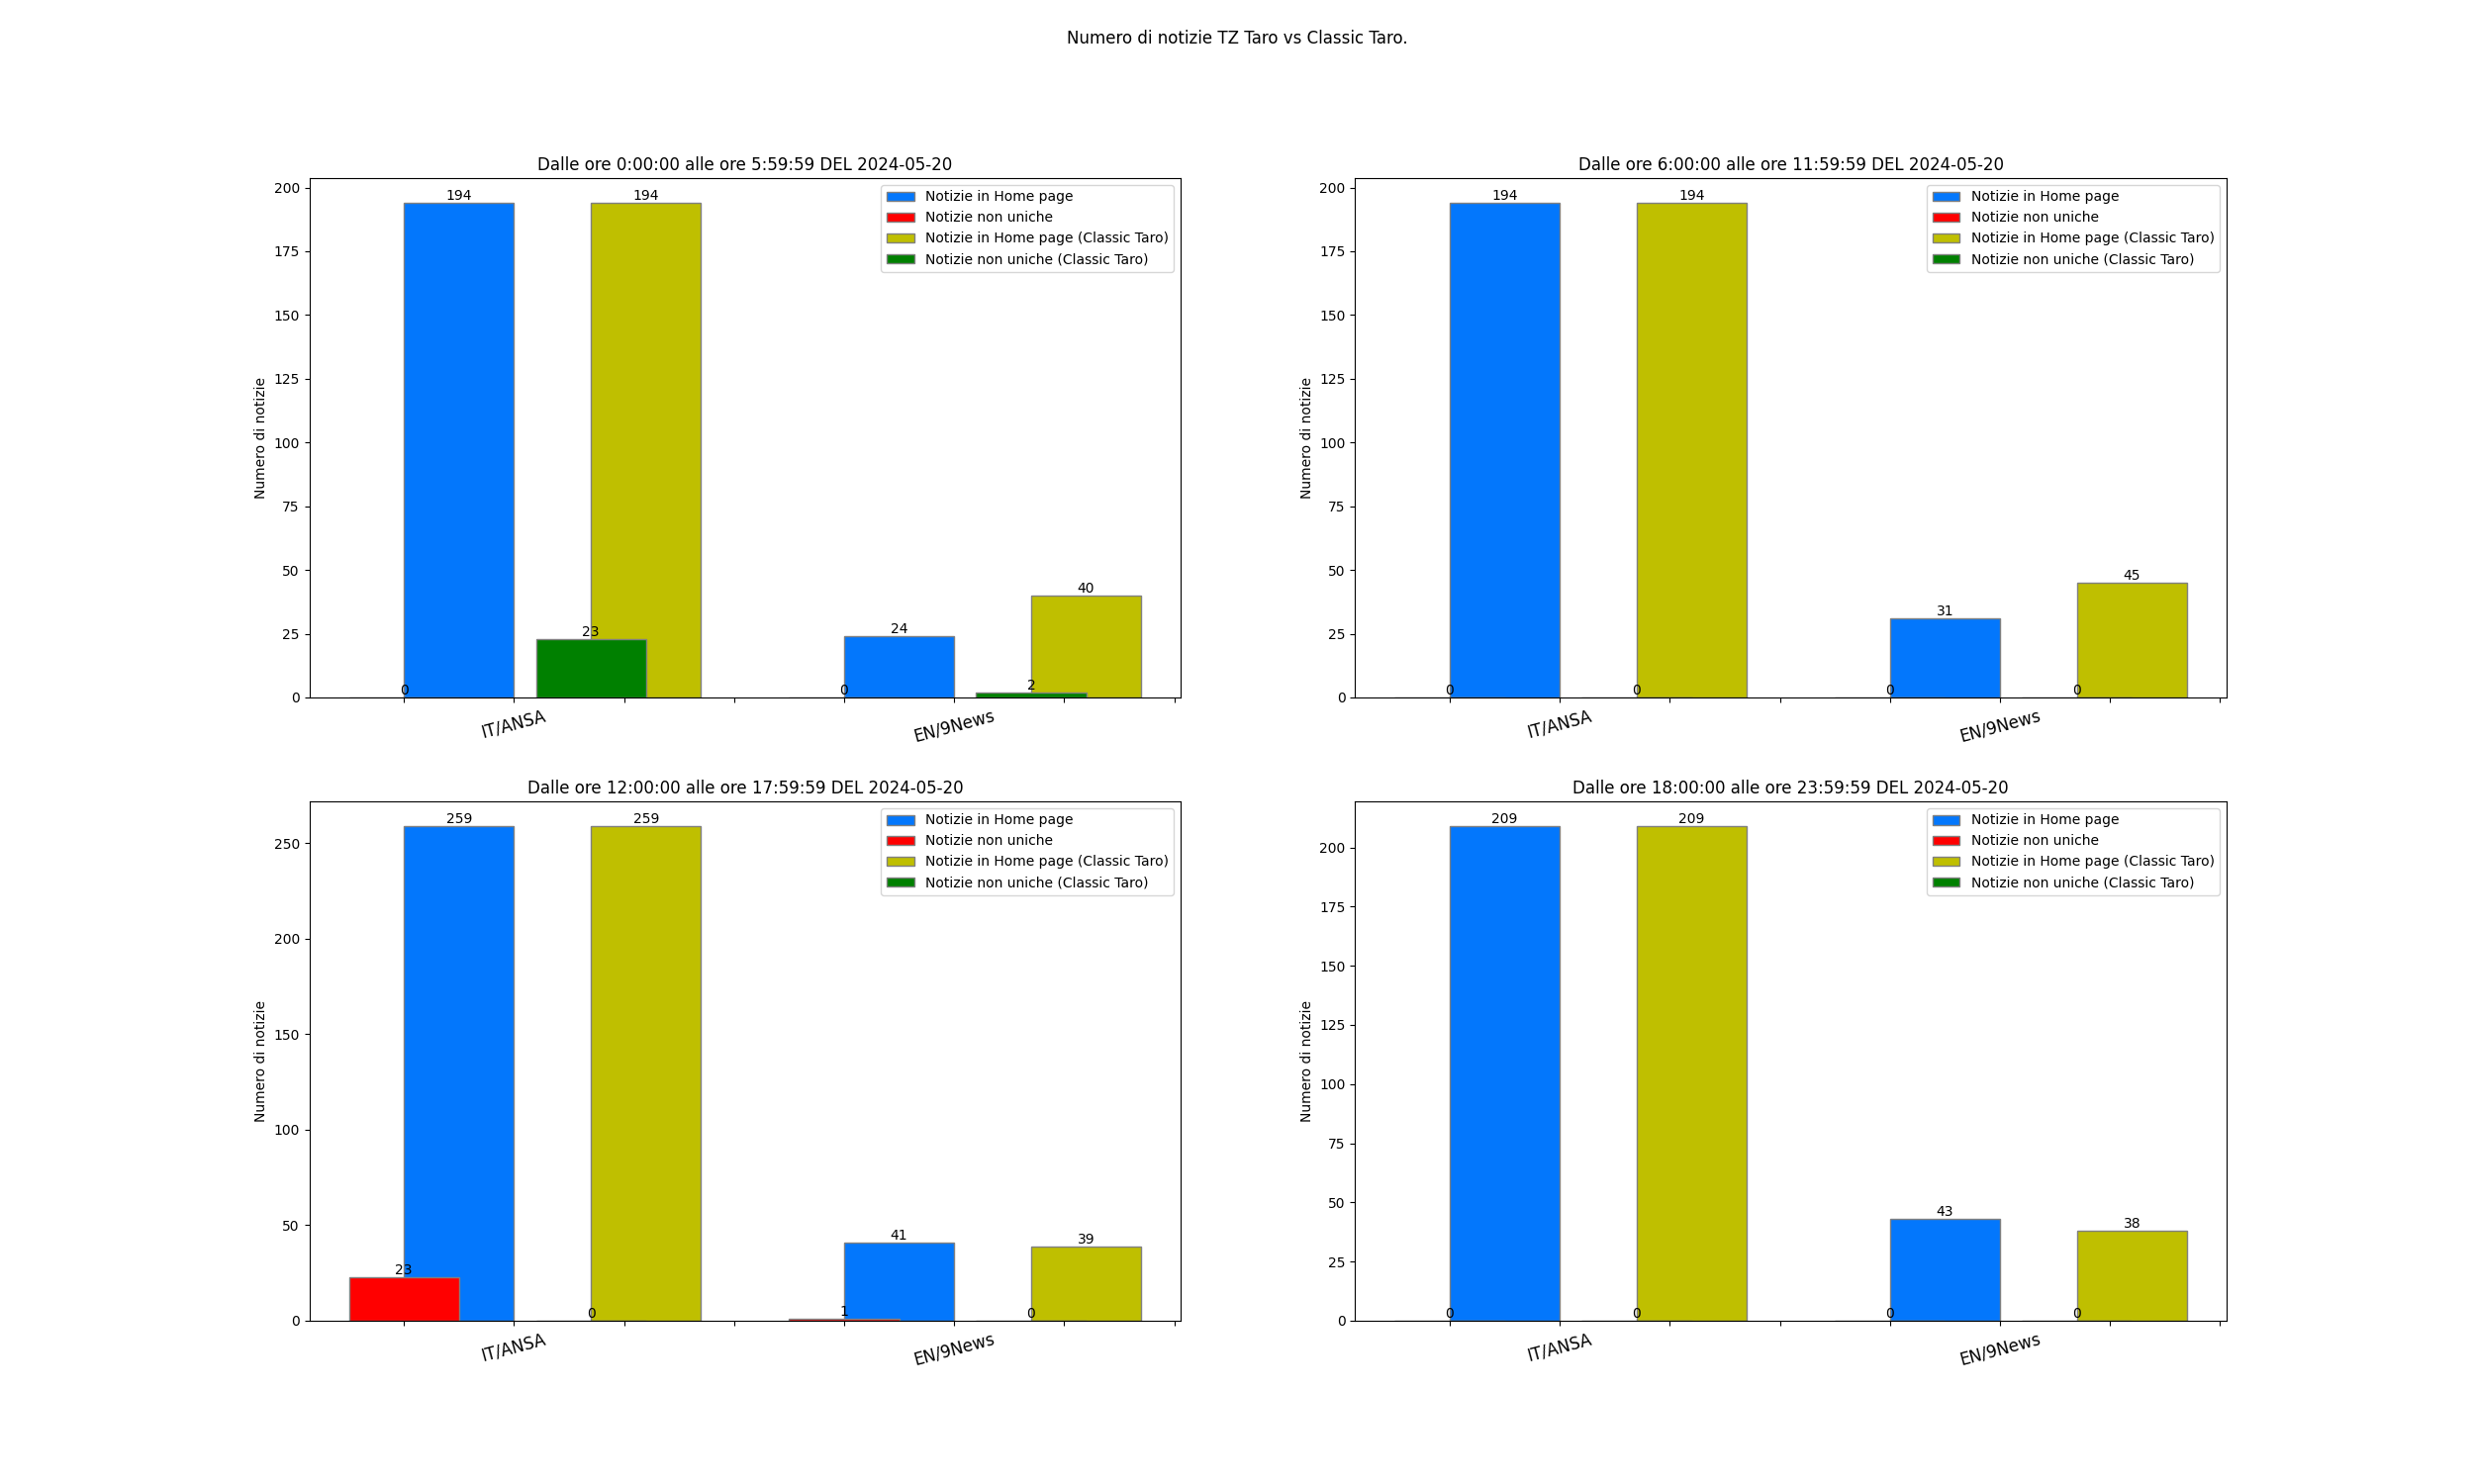 Numero di notizie TZ Taro vs Classic Taro.
Dalle ore 0:00:00 alle ore 5:59:59 DEL 2024-05-20
Numero di notizie
200
175
150
125
100
75
50
25
0
194
194
23
0
24
40
0
2
Notizie in Home page
Notizie non uniche
Notizie in Home page (Classic Taro)
Notizie non uniche (Classic Taro)
IT/ANSA
EN/9News
Dalle ore 6:00:00 alle ore 11:59:59 DEL 2024-05-20
Numero di notizie
200
175
150
125
100
75
50
25
0
194
194
0
0
31
45
0
0
Notizie in Home page
Notizie non uniche
Notizie in Home page (Classic Taro)
Notizie non uniche (Classic Taro)
IT/ANSA
EN/9News
Dalle ore 12:00:00 alle ore 17:59:59 DEL 2024-05-20
Numero di notizie
250
200
150
100
50
0
259
259
23
0
41
39
1
0
Notizie in Home page
Notizie non uniche
Notizie in Home page (Classic Taro)
Notizie non uniche (Classic Taro)
IT/ANSA
EN/9News
Dalle ore 18:00:00 alle ore 23:59:59 DEL 2024-05-20
Numero di notizie
200
175
150
125
100
75
50
25
0
209
209
0
0
43
38
0
0
Notizie in Home page
Notizie non uniche
Notizie in Home page (Classic Taro)
Notizie non uniche (Classic Taro)
IT/ANSA
EN/9News